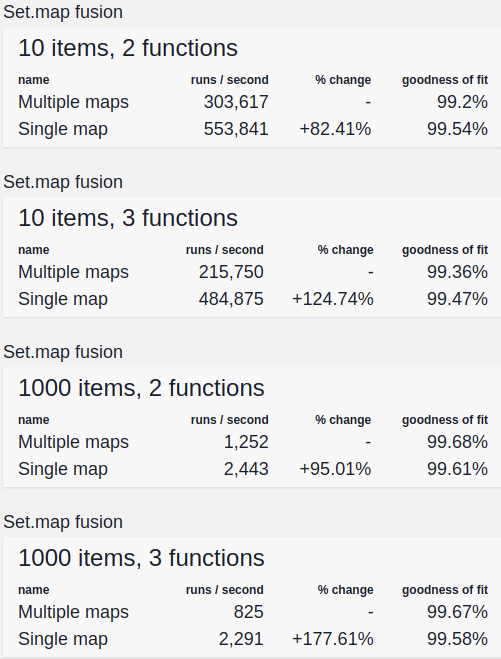 Set.map fusion
10 items, 2 functions
name runs / second % change goodness of fit
Multiple maps 303,617 - 99.2%
Single map 553,841 +82.41% 99.54%
Set.map fusion
10 items, 3 functions
name runs / second % change goodness of fit
Multiple maps 215,750 - 99.36%
Single map 484,875 +124.74% 99.47%
Set.map fusion
1000 items, 2 functions
name runs / second % change goodness of fit
Multiple maps 1,252 - 99.68%
Single map 2,443 +95.01% 99.61%
Set.map fusion
1000 items, 3 functions
name runs / second % change goodness of fit
Multiple maps 825 - 99.67%
Single map 2,291 +177.61% 99.58%